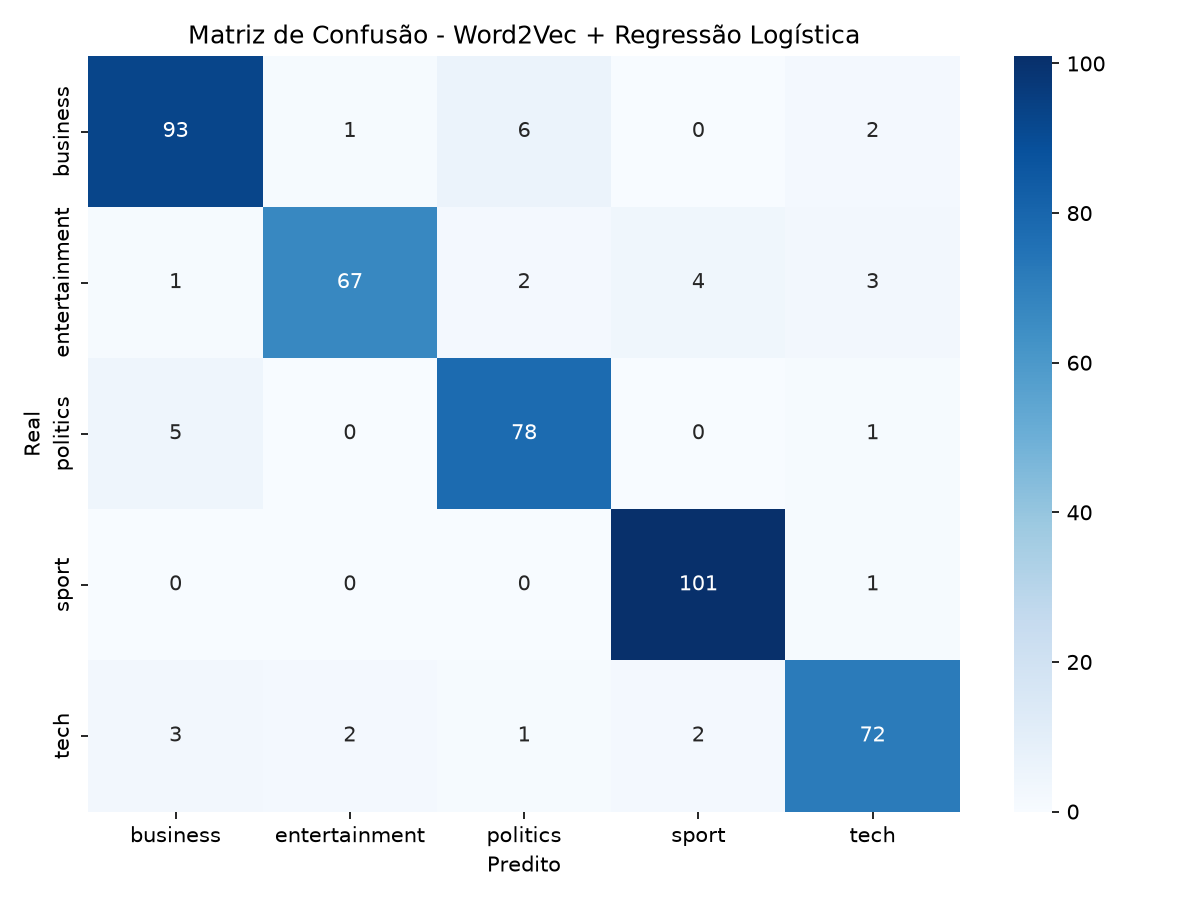 Matriz de Confusão - Word2Vec + Regressão Logística
business 93 1 6 0 2
entertainment 1 67 2 4 3
politics 5 0 78 0 1
sport 0 0 0 101 1
tech 3 2 1 2 72
Real
business entertainment politics sport tech
Predito
100
80
60
40
20
0